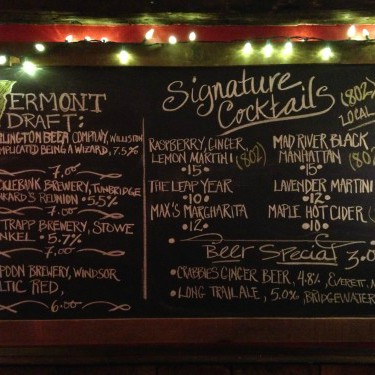 ERMONT
DRAFT:
RLINGTON BEER COMPANY, WILLISTON
MPLICATED BEING A WIZARD, 7.5%
7.00
CKLEBANK BREWERY, TUNBRIDGE
KARD'S REUNION • 5.5%
7.00
TRAPP BREWERY, STOWE
NKEL • 5.7%
7.00
PDON BREWERY, WINDSOR
LTIC RED,
6.00
Signature
Cocktails
(802)
LOCAL
RASPBERRY, GINGER,
LEMON MARTINI (802)
•15•
THE LEAP YEAR
•10•
MAX'S MARGHARITA
•12•
MAD RIVER BLACK
MANHATTAN (802
•15•
LAVENDER MARTINI
•12•
MAPLE HOT CIDER (
•10•
Beer Special 3.0
• CRABBIES GINGER BEER, 4.8%, EVERETT,
• LONG TRAIL ALE, 5.0%, BRIDGEWATER